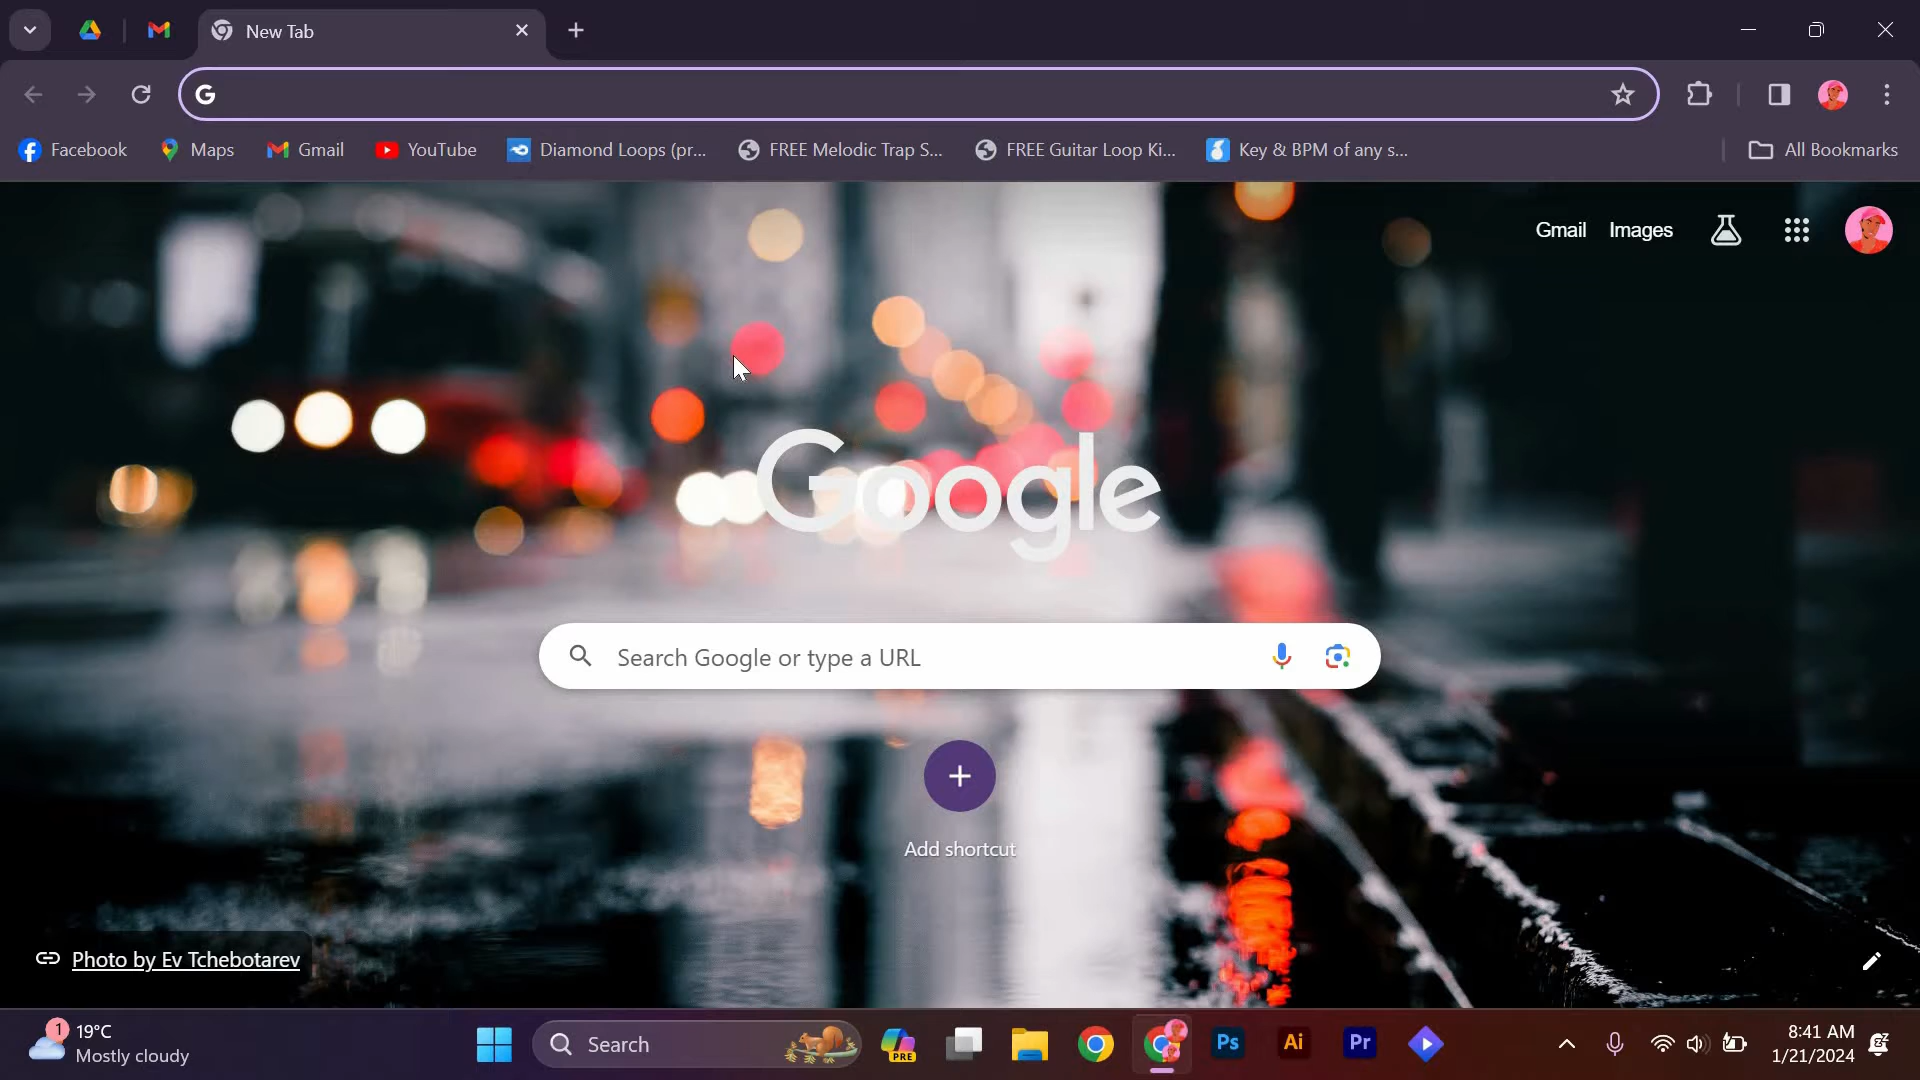 New Tab
Facebook
Maps
Gmail
YouTube
Diamond Loops (pr...
FREE Melodic Trap S...
FREE Guitar Loop Ki...
Key & BPM of any s...
All Bookmarks
Gmail
Images
Google
Search Google or type a URL
Add shortcut
Photo by Ev Tchebotarev
1
19°C
Mostly cloudy
Search
PRE
Ps
Ai
Pr
8:41 AM
1/21/2024